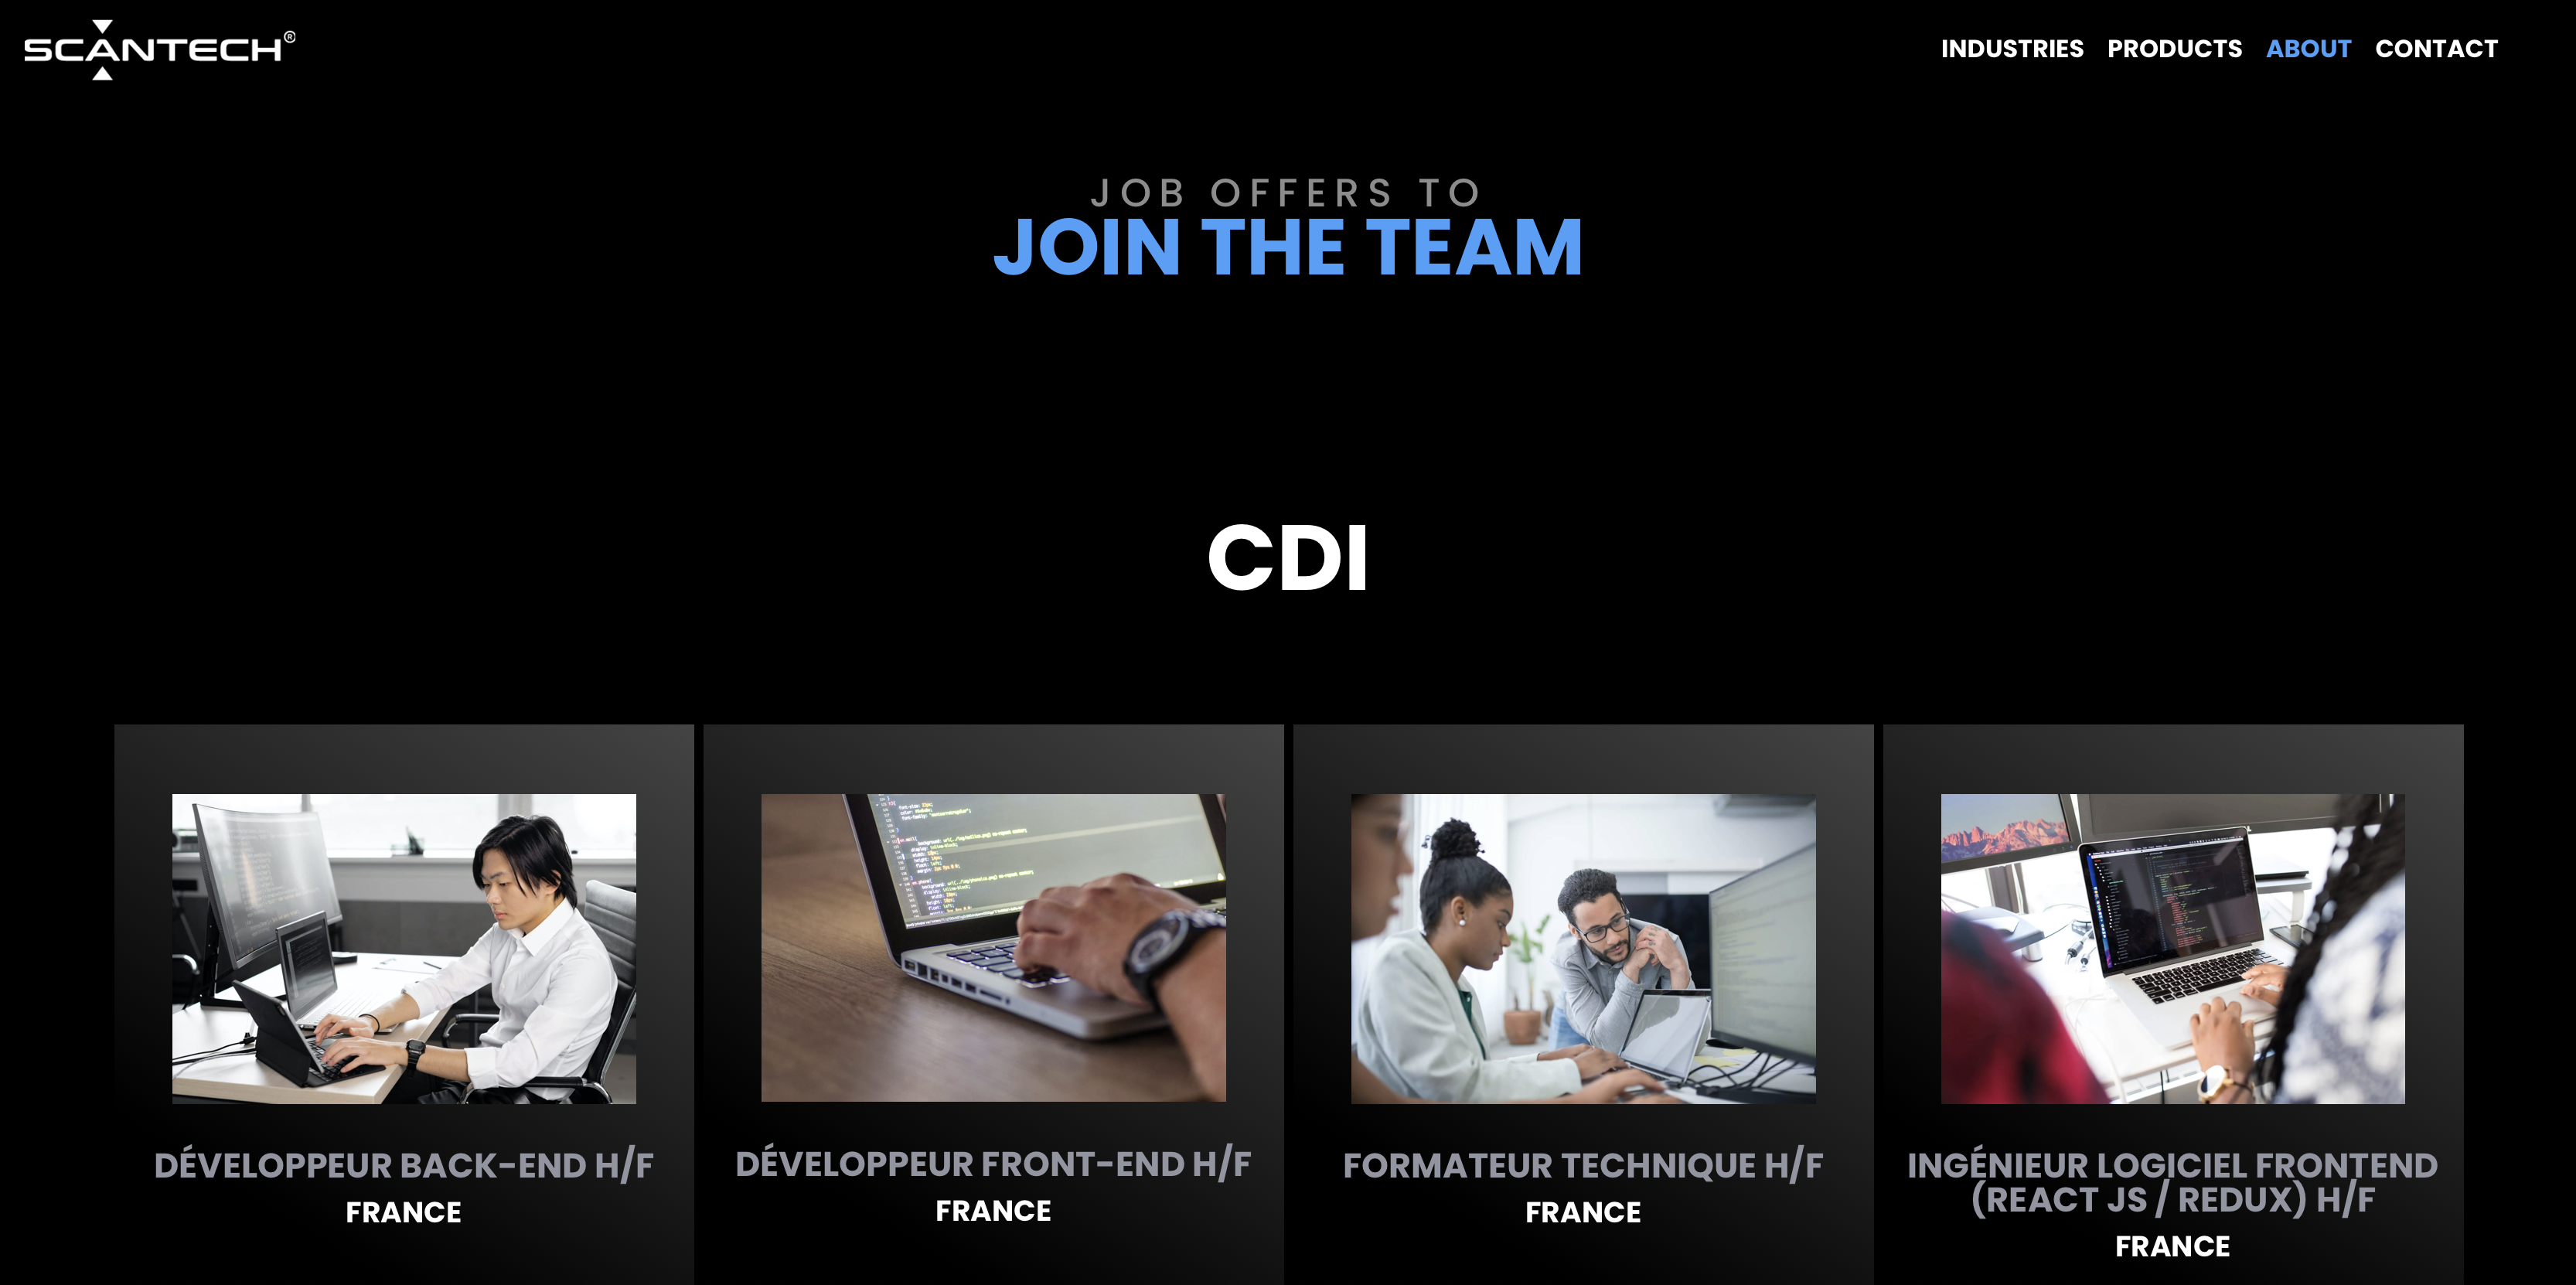 SCANTECH®
INDUSTRIES PRODUCTS ABOUT CONTACT
JOB OFFERS TO
JOIN THE TEAM
CDI
DÉVELOPPEUR BACK-END H/F
FRANCE
DÉVELOPPEUR FRONT-END H/F
FRANCE
FORMATEUR TECHNIQUE H/F
FRANCE
INGÉNIEUR LOGICIEL FRONTEND
(REACT JS / REDUX) H/F
FRANCE